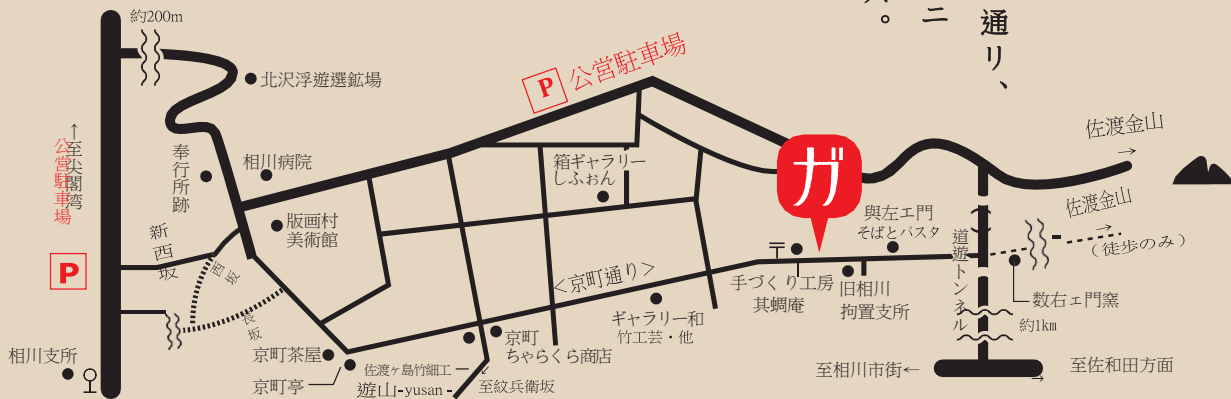 通り、
ニ
。
約200m
北沢浮遊選鉱場
P 公営駐車場
佐渡金山
→
↑至尖閣湾
公営駐車場
P
奉行所跡
相川病院
箱ギャラリー
しふぉん
ガ
佐渡金山
→
(徒歩のみ)
新西坂
西坂
長坂
版画村
美術館
與左エ門
そばとパスタ
道遊トンネル
<京町通り>
〒
手づくり工房
其蜩庵
旧相川
拘置支所
数右ェ門窯
約1km
ギャラリー和
竹工芸・他
京町
ちゃらくら商店
京町茶屋
京町亭
佐渡ヶ島竹細工
遊山-yusan-
↙
至紋兵衛坂
相川支所
至相川市街←
→
至佐和田方面